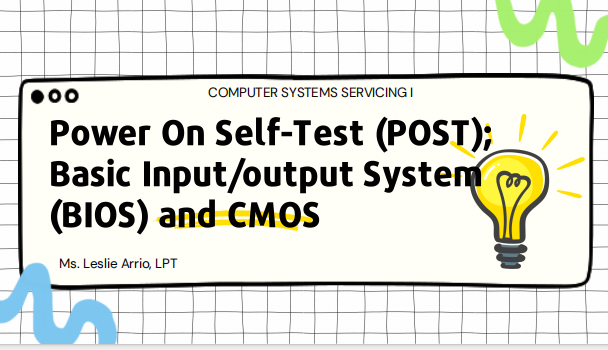 COMPUTER SYSTEMS SERVICING I
Power On Self-Test (POST);
Basic Input/output System
(BIOS) and CMOS
Ms. Leslie Arrio, LPT